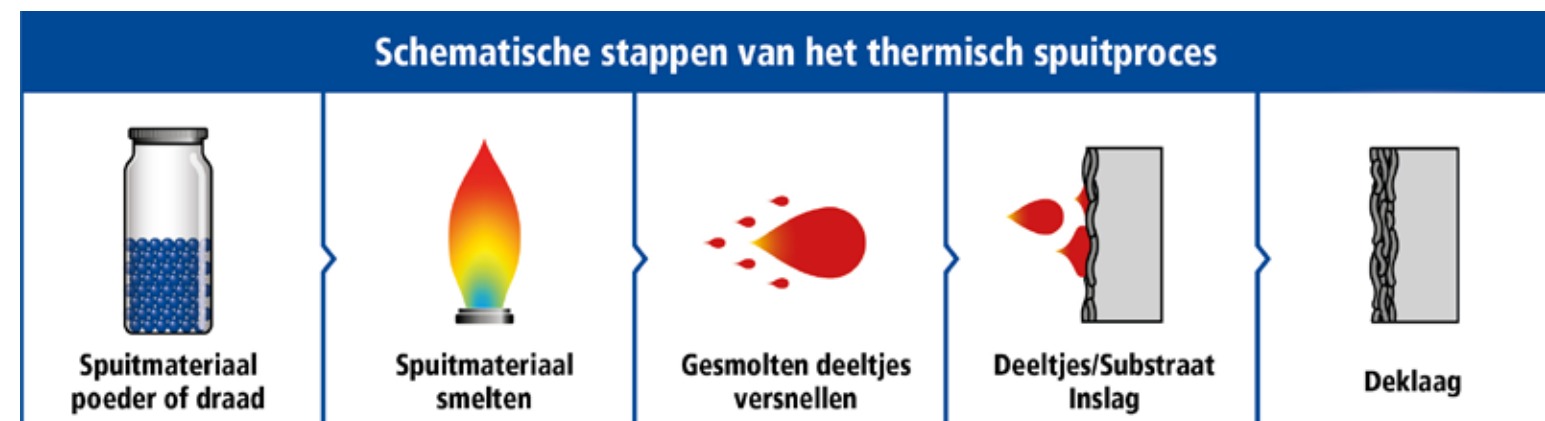 Schematische stappen van het thermisch spuitproces
Spuitmateriaal
poeder of draad
Spuitmateriaal
smelten
Gesmolten deeltjes
versnellen
Deeltjes/Substraat
Inslag
Deklaag